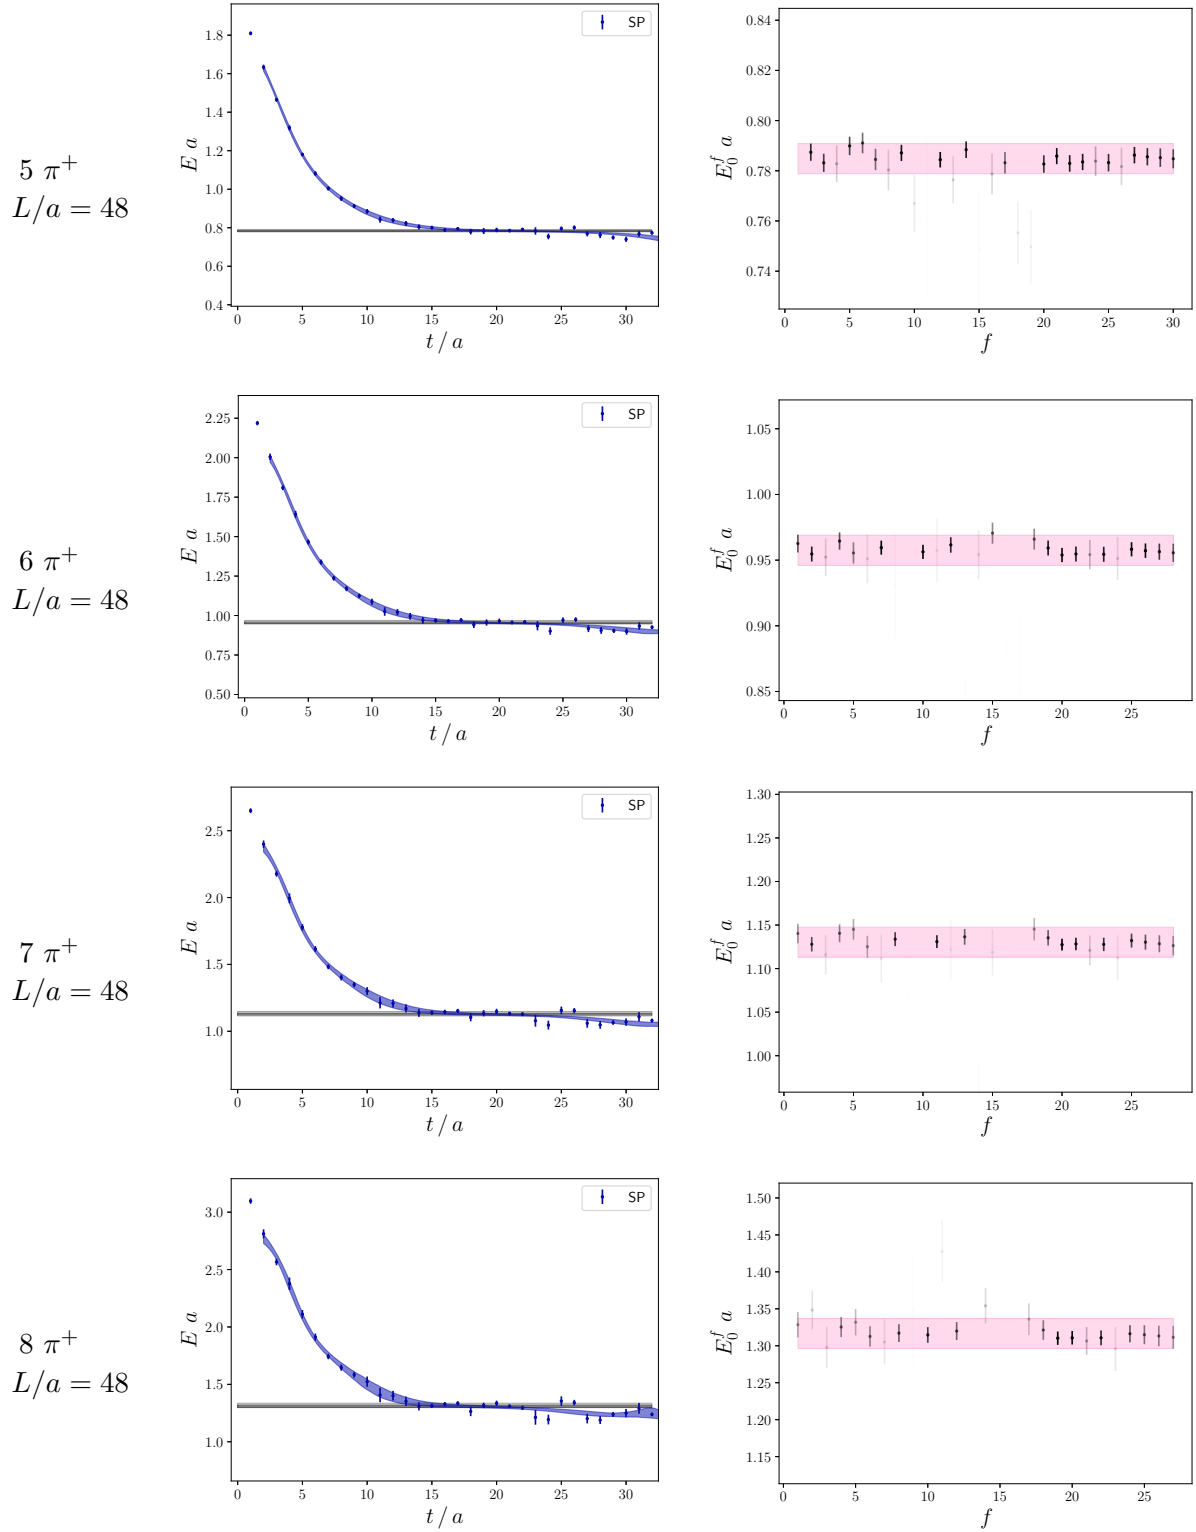 5 π⁺
L/a = 48
1.8
1.6
1.4
1.2
1.0
0.8
0.6
0.4
E a
SP
0 5 10 15 20 25 30
t / a
0.84
0.82
0.80
0.78
0.76
0.74
E₀ᶠ a
0 5 10 15 20 25 30
f
6 π⁺
L/a = 48
2.25
2.00
1.75
1.50
1.25
1.00
0.75
0.50
E a
SP
0 5 10 15 20 25 30
t / a
1.05
1.00
0.95
0.90
0.85
E₀ᶠ a
0 5 10 15 20 25
f
7 π⁺
L/a = 48
2.5
2.0
1.5
1.0
E a
SP
0 5 10 15 20 25 30
t / a
1.30
1.25
1.20
1.15
1.10
1.05
1.00
E₀ᶠ a
0 5 10 15 20 25
f
8 π⁺
L/a = 48
3.0
2.5
2.0
1.5
1.0
E a
SP
0 5 10 15 20 25 30
t / a
1.50
1.45
1.40
1.35
1.30
1.25
1.20
1.15
E₀ᶠ a
0 5 10 15 20 25
f